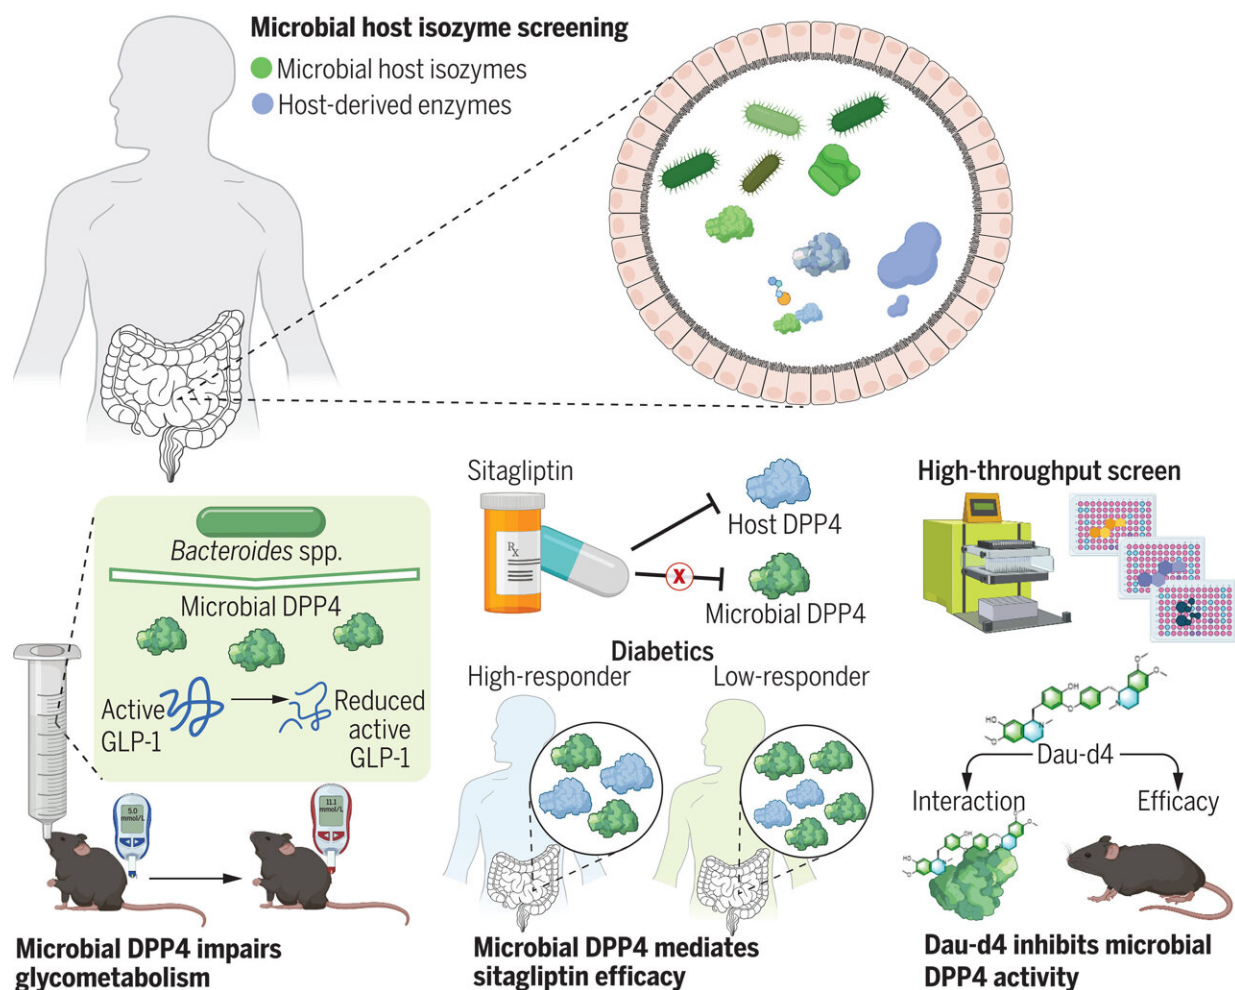 Microbial host isozyme screening
Microbial host isozymes
Host-derived enzymes
Bacteroides spp.
Microbial DPP4
Active
GLP-1
Reduced
active
GLP-1
5.0
mmol/L
11.1
mmol/L
Microbial DPP4 impairs
glycometabolism
Sitagliptin
Rx
Host DPP4
X
Microbial DPP4
Diabetics
High-responder
Low-responder
Microbial DPP4 mediates
sitagliptin efficacy
High-throughput screen
OH
HO
Dau-d4
Interaction
Efficacy
Dau-d4 inhibits microbial
DPP4 activity